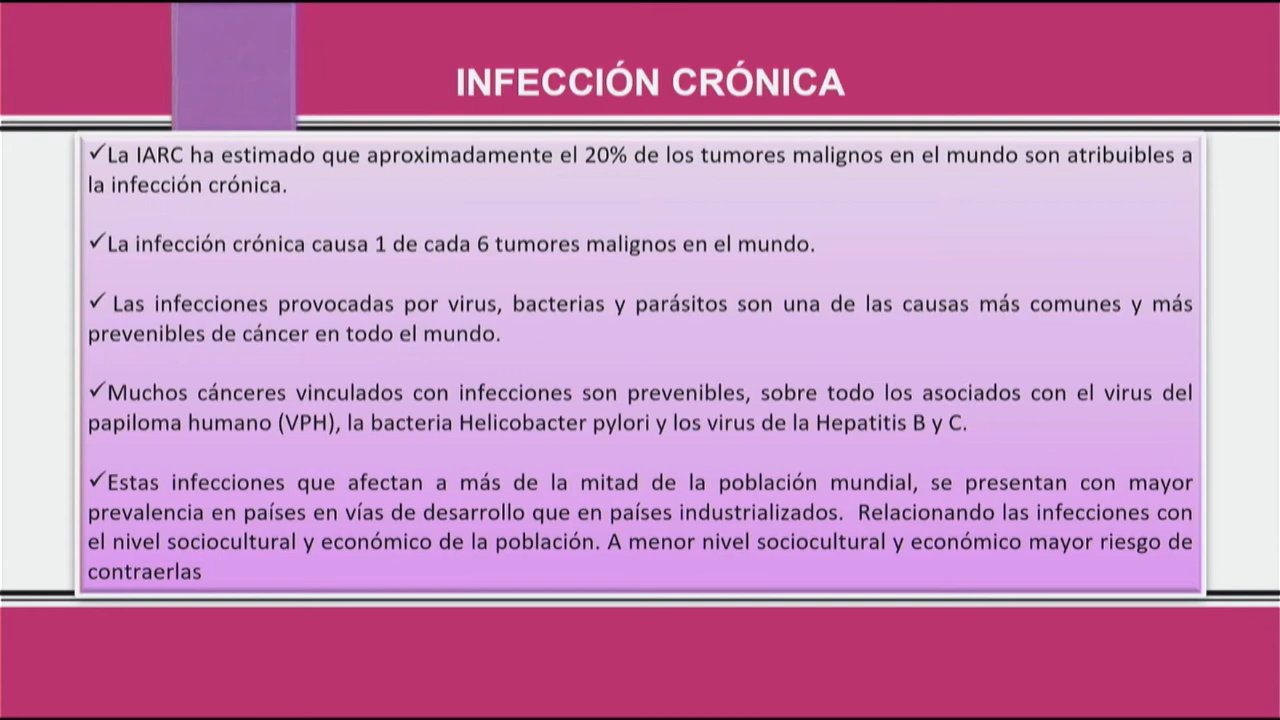 INFECCIÓN CRÓNICA
✓La IARC ha estimado que aproximadamente el 20% de los tumores malignos en el mundo son atribuibles a
la infección crónica.
✓La infección crónica causa 1 de cada 6 tumores malignos en el mundo.
✓ Las infecciones provocadas por virus, bacterias y parásitos son una de las causas más comunes y más
prevenibles de cáncer en todo el mundo.
✓Muchos cánceres vinculados con infecciones son prevenibles, sobre todo los asociados con el virus del
papiloma humano (VPH), la bacteria Helicobacter pylori y los virus de la Hepatitis B y C.
✓Estas infecciones que afectan a más de la mitad de la población mundial, se presentan con mayor
prevalencia en países en vías de desarrollo que en países industrializados.  Relacionando las infecciones con
el nivel sociocultural y económico de la población. A menor nivel sociocultural y económico mayor riesgo de
contraerlas